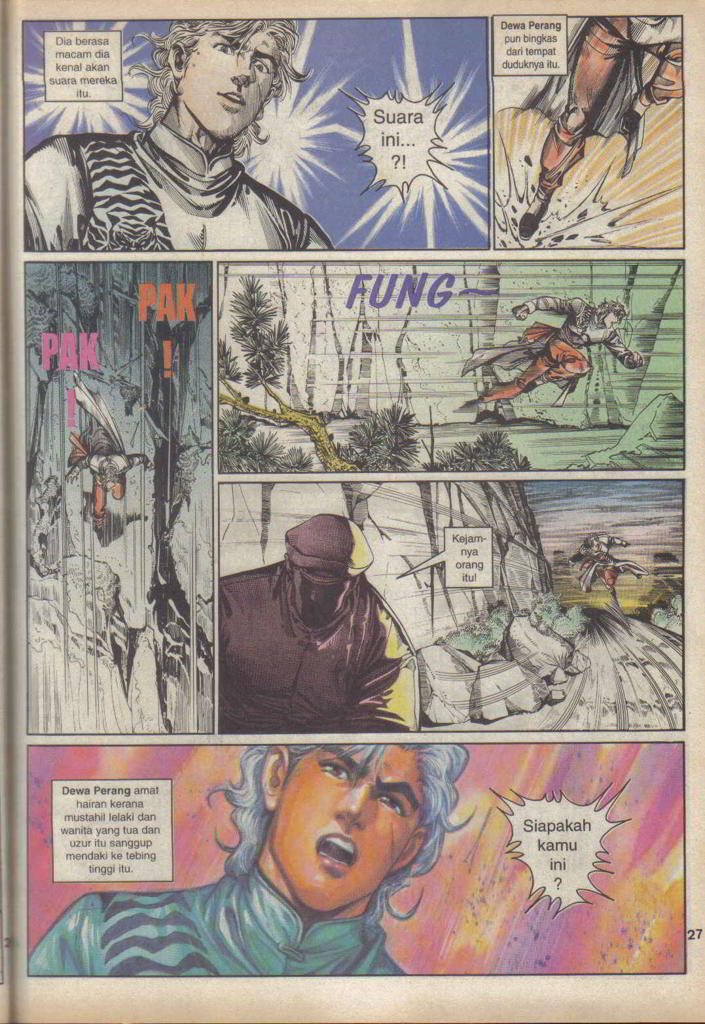 Dia berasa
macam dia
kenal akan
suara mereka
itu.
Suara
ini...
?!
Dewa Perang
pun bingkas
dari tempat
duduknya itu.
PAK
!
PAK
!
FUNG~
Kejam-
nya
orang
itu!
Dewa Perang amat
hairan kerana
mustahil lelaki dan
wanita yang tua dan
uzur itu sanggup
mendaki ke tebing
tinggi itu.
Siapakah
kamu
ini
?
27